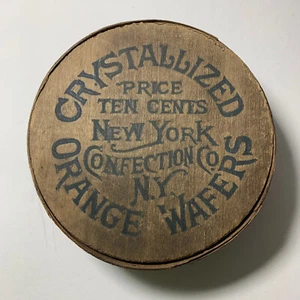 CRYSTALLIZED
PRICE
TEN CENTS
NEW YORK
CONFECTION CO
N.Y.
ORANGE WAFERS